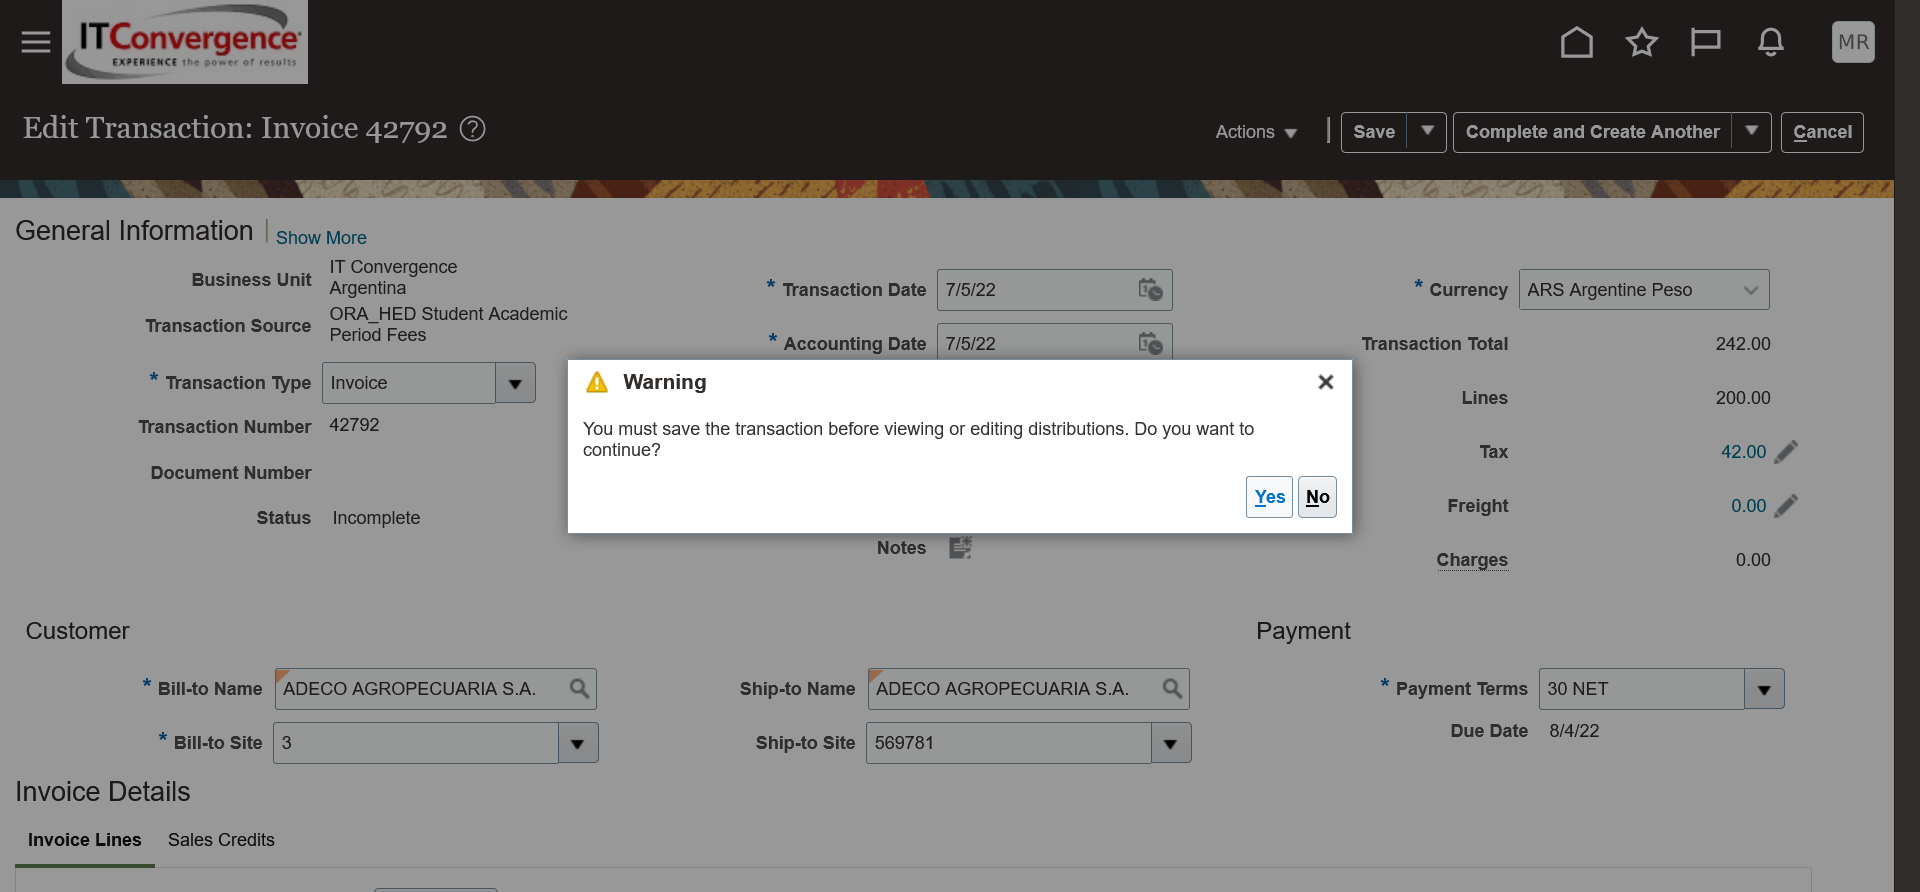 ITConvergence
EXPERIENCE the power of results
MR
Edit Transaction: Invoice 42792 ?
Actions
Save
Complete and Create Another
Cancel
General Information
Show More
Business Unit
IT Convergence
Argentina
Transaction Source
ORA_HED Student Academic
Period Fees
* Transaction Type
Invoice
Transaction Number
42792
Document Number
Status
Incomplete
* Transaction Date
7/5/22
* Accounting Date
7/5/22
Notes
* Currency
ARS Argentine Peso
Transaction Total
242.00
Lines
200.00
Tax
42.00
Freight
0.00
Charges
0.00
Warning
You must save the transaction before viewing or editing distributions. Do you want to
continue?
Yes
No
Customer
* Bill-to Name
ADECO AGROPECUARIA S.A.
* Bill-to Site
3
Ship-to Name
ADECO AGROPECUARIA S.A.
Ship-to Site
569781
Payment
* Payment Terms
30 NET
Due Date
8/4/22
Invoice Details
Invoice Lines
Sales Credits